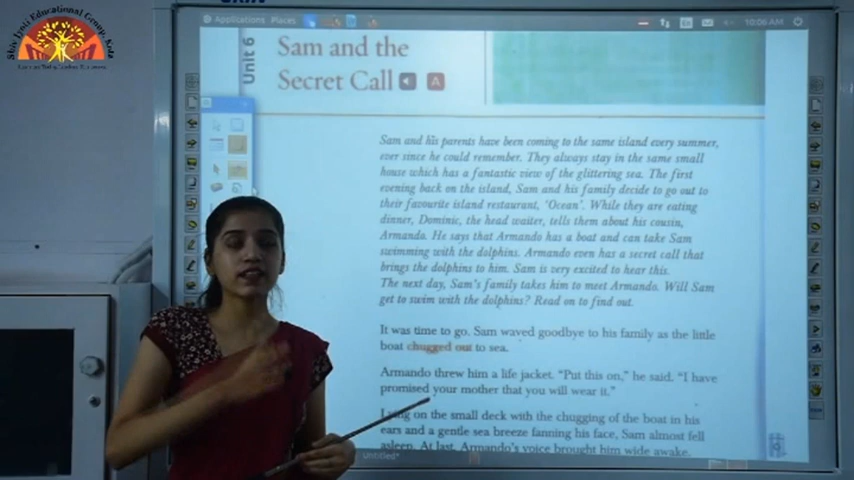 Shiv Jyoti Educational Group, Kota
Applications Places
10:06 AM
Unit 6
Sam and the
Secret Call
A
Sam and his parents have been coming to the same island every summer,
ever since he could remember. They always stay in the same small
house which has a fantastic view of the glittering sea. The first
evening back on the island, Sam and his family decide to go out to
their favourite island restaurant, 'Ocean'. While they are eating
dinner, Dominic, the head waiter, tells them about his cousin,
Armando. He says that Armando has a boat and can take Sam
swimming with the dolphins. Armando even has a secret call that
brings the dolphins to him. Sam is very excited to hear this.
The next day, Sam's family takes him to meet Armando. Will Sam
get to swim with the dolphins? Read on to find out.
It was time to go. Sam waved goodbye to his family as the little
boat chugged out to sea.
Armando threw him a life jacket. "Put this on," he said. "I have
promised your mother that you will wear it."
Lying on the small deck with the chugging of the boat in his
ears and a gentle sea breeze fanning his face, Sam almost fell
asleep. At last, Armando's voice brought him wide awake.
Untitled*